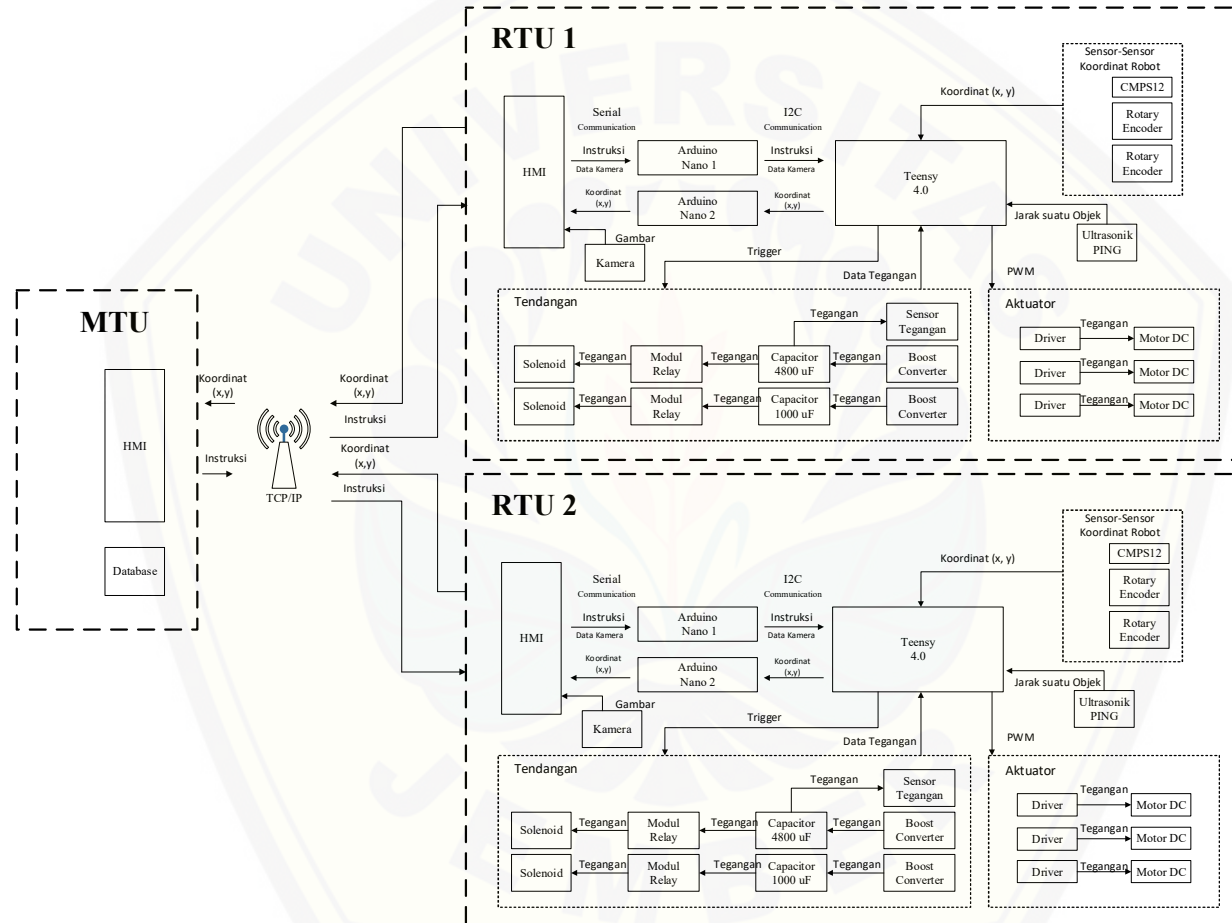 RTU 1
Sensor-Sensor
Koordinat Robot
CMPS12
Rotary
Encoder
Rotary
Encoder
Koordinat (x, y)
Serial
Communication
I2C
Communication
HMI
Instruksi
Data Kamera
Arduino
Nano 1
Instruksi
Data Kamera
Teensy
4.0
Koordinat
(x,y)
Arduino
Nano 2
Koordinat
(x,y)
Jarak suatu Objek
Ultrasonik
PING
Gambar
Kamera
Trigger
Data Tegangan
PWM
Tendangan
Tegangan
Sensor
Tegangan
Solenoid
Tegangan
Modul
Relay
Tegangan
Capacitor
4800 uF
Tegangan
Boost
Converter
Solenoid
Tegangan
Modul
Relay
Tegangan
Capacitor
1000 uF
Tegangan
Boost
Converter
Aktuator
Driver
Tegangan
Motor DC
Driver
Tegangan
Motor DC
Driver
Tegangan
Motor DC
MTU
HMI
Database
Koordinat
(x,y)
Instruksi
TCP/IP
Koordinat
(x,y)
Instruksi
Koordinat
(x,y)
Instruksi
RTU 2
Sensor-Sensor
Koordinat Robot
CMPS12
Rotary
Encoder
Rotary
Encoder
Koordinat (x, y)
Serial
Communication
I2C
Communication
HMI
Instruksi
Data Kamera
Arduino
Nano 1
Instruksi
Data Kamera
Teensy
4.0
Koordinat
(x,y)
Arduino
Nano 2
Koordinat
(x,y)
Jarak suatu Objek
Ultrasonik
PING
Gambar
Kamera
Trigger
Data Tegangan
PWM
Tendangan
Tegangan
Sensor
Tegangan
Solenoid
Tegangan
Modul
Relay
Tegangan
Capacitor
4800 uF
Tegangan
Boost
Converter
Solenoid
Tegangan
Modul
Relay
Tegangan
Capacitor
1000 uF
Tegangan
Boost
Converter
Aktuator
Driver
Tegangan
Motor DC
Driver
Tegangan
Motor DC
Driver
Tegangan
Motor DC
UNIVERSITAS
JEMBER